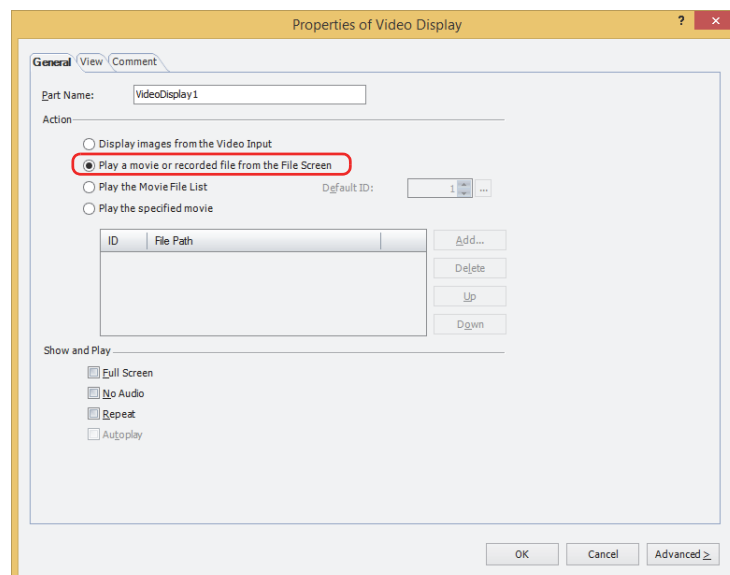 Properties of Video Display
? ×
General View Comment
Part Name: VideoDisplay1
Action
Display images from the Video Input
Play a movie or recorded file from the File Screen
Play the Movie File List Default ID: 1 ...
Play the specified movie
ID File Path Add...
Delete
Up
Down
Show and Play
Full Screen
No Audio
Repeat
Autoplay
OK Cancel Advanced >